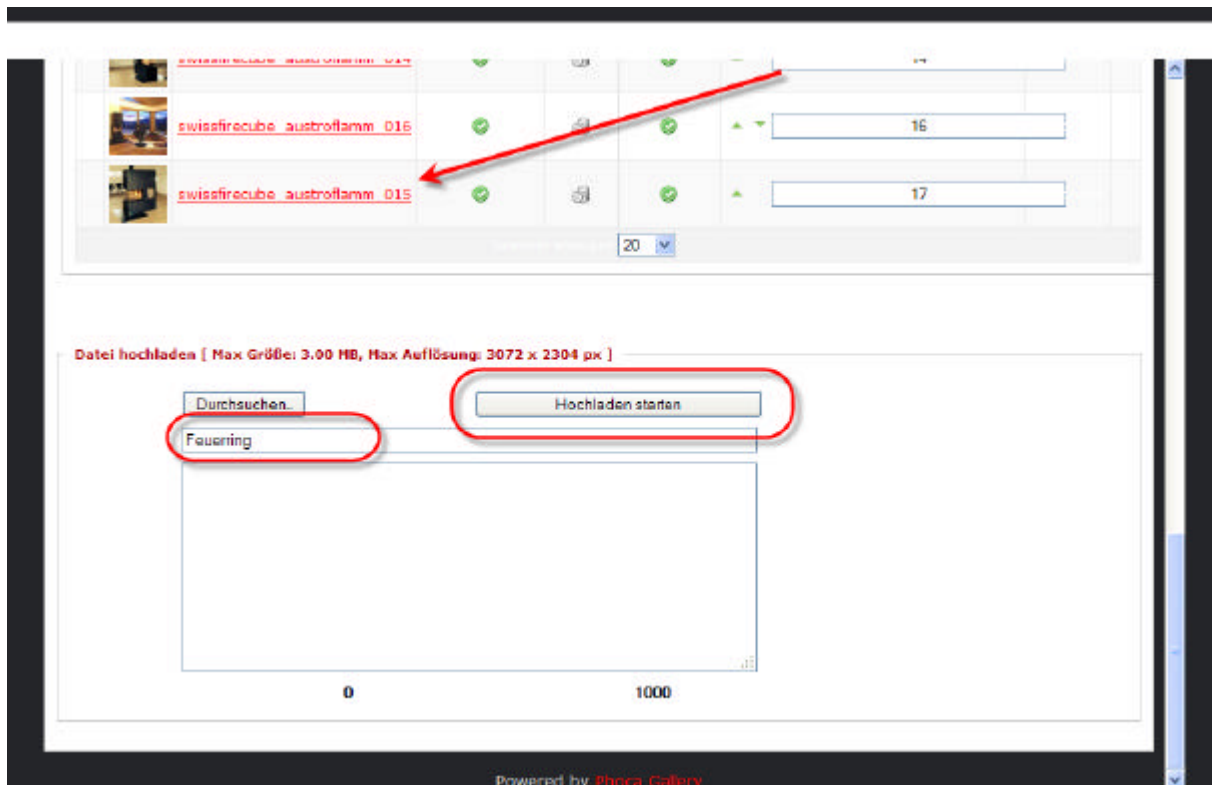 swissfirecube_austroflamm_014 14
swissfirecube_austroflamm_016 16
swissfirecube_austroflamm_015 17
20
Datei hochladen [ Max Größe: 3.00 MB, Max Auflösung: 3072 x 2304 px ]
Durchsuchen.. Hochladen starten
Feuerring
0 1000
Powered by Phoca Gallery